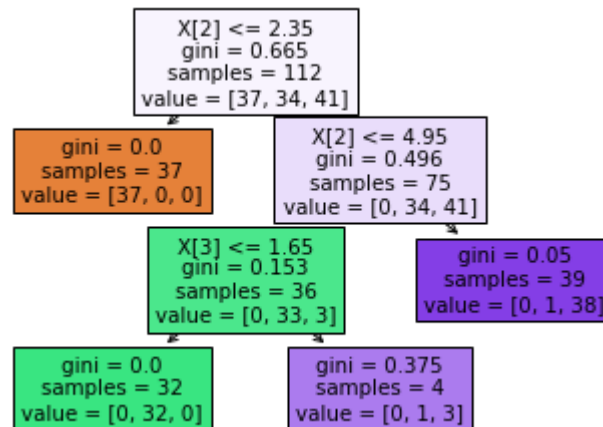 X[2] <= 2.35
gini = 0.665
samples = 112
value = [37, 34, 41]
gini = 0.0
samples = 37
value = [37, 0, 0]
X[2] <= 4.95
gini = 0.496
samples = 75
value = [0, 34, 41]
X[3] <= 1.65
gini = 0.153
samples = 36
value = [0, 33, 3]
gini = 0.05
samples = 39
value = [0, 1, 38]
gini = 0.0
samples = 32
value = [0, 32, 0]
gini = 0.375
samples = 4
value = [0, 1, 3]